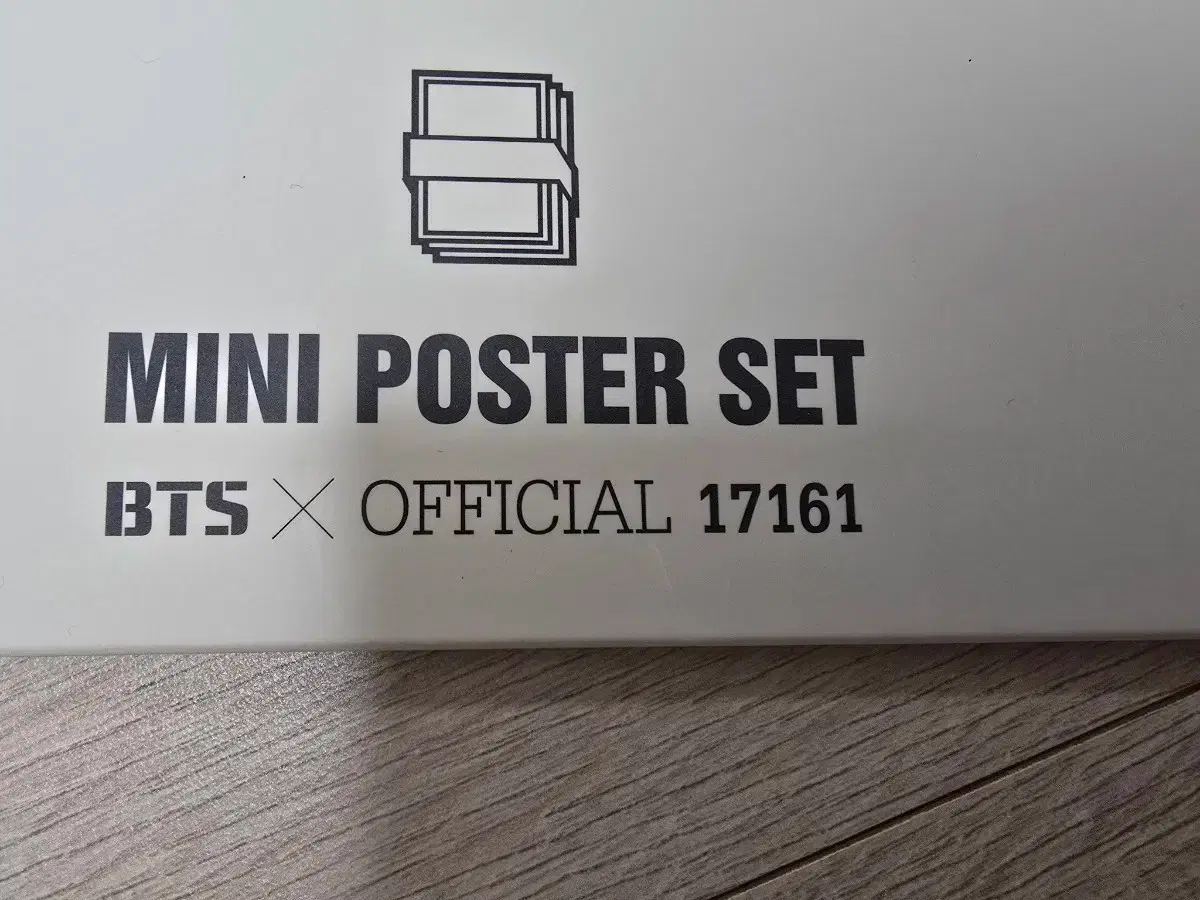 MINI POSTER SET
BTS × OFFICIAL 17161